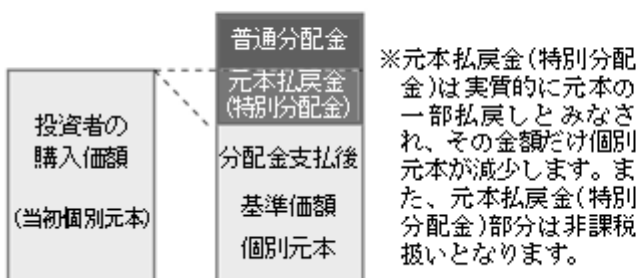 投資者の
購入価額
(当初個別元本)
普通分配金
元本払戻金
(特別分配金)
分配金支払後
基準価額
個別元本
※元本払戻金(特別分配
金)は実質的に元本の
一部払戻しとみなさ
れ、その金額だけ個別
元本が減少します。ま
た、元本払戻金(特別
分配金)部分は非課税
扱いとなります。